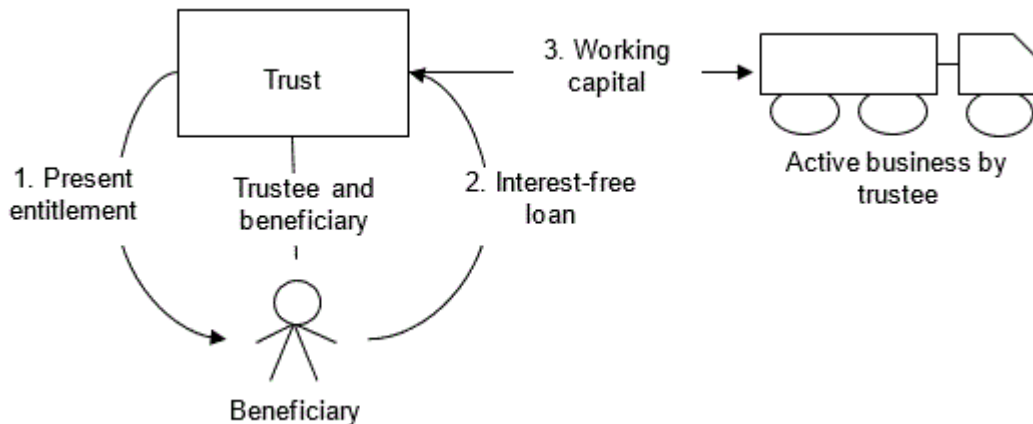 Trust
3. Working
capital
Active business by
trustee
1. Present
entitlement
Trustee and
beneficiary
2. Interest-free
loan
Beneficiary